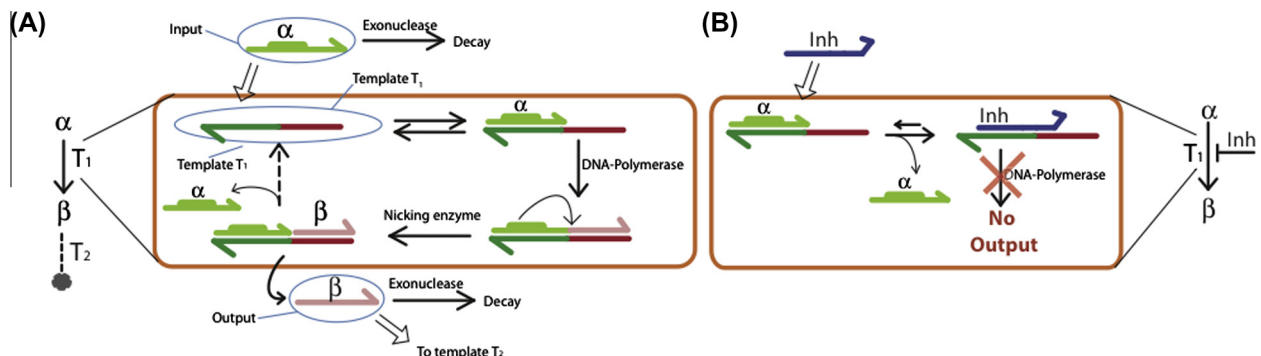 (A)
Input
α
Exonuclease
Decay
Template T1
α
T1
β
T2
α
DNA-Polymerase
Template T1
α
β
Nicking enzyme
β
Exonuclease
Decay
Output
To template T2
(B)
Inh
α
Inh
α
DNA-Polymerase
No
Output
α
T1
Inh
β